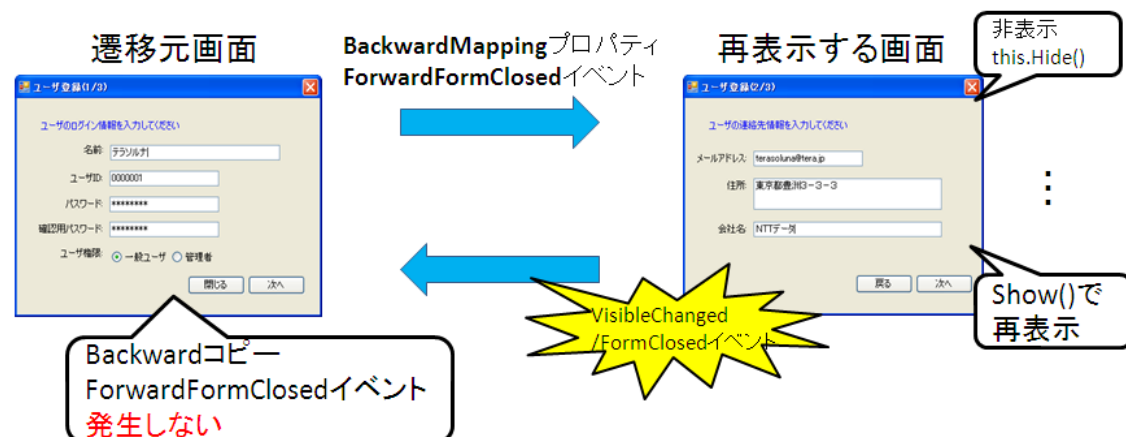 遷移元画面
BackwardMappingプロパティ
ForwardFormClosedイベント
再表示する画面
非表示
this.Hide()
ユーザ登録(1/3)
ユーザのログイン情報を入力してください
名前: テラソルナ
ユーザID: 0000001
パスワード: ********
確認用パスワード: ********
ユーザ権限: 一般ユーザ 管理者
閉じる 次へ
ユーザ登録(2/3)
ユーザの連絡先情報を入力してください
メールアドレス: terasoluna@tera.jp
住所: 東京都豊洲3-3-3
会社名: NTTデータ
戻る 次へ
VisibleChanged
/FormClosedイベント
Show()で
再表示
Backwardコピー
ForwardFormClosedイベント
発生しない